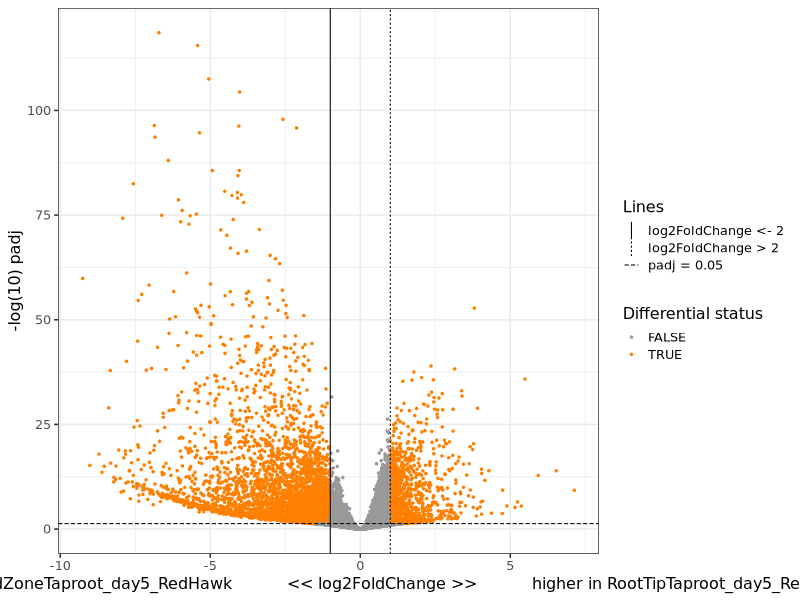 100
75
50
25
0
-log(10) padj
-10
-5
0
5
dZoneTaproot_day5_RedHawk << log2FoldChange >> higher in RootTipTaproot_day5_Re
Lines
log2FoldChange <- 2
log2FoldChange > 2
padj = 0.05
Differential status
FALSE
TRUE